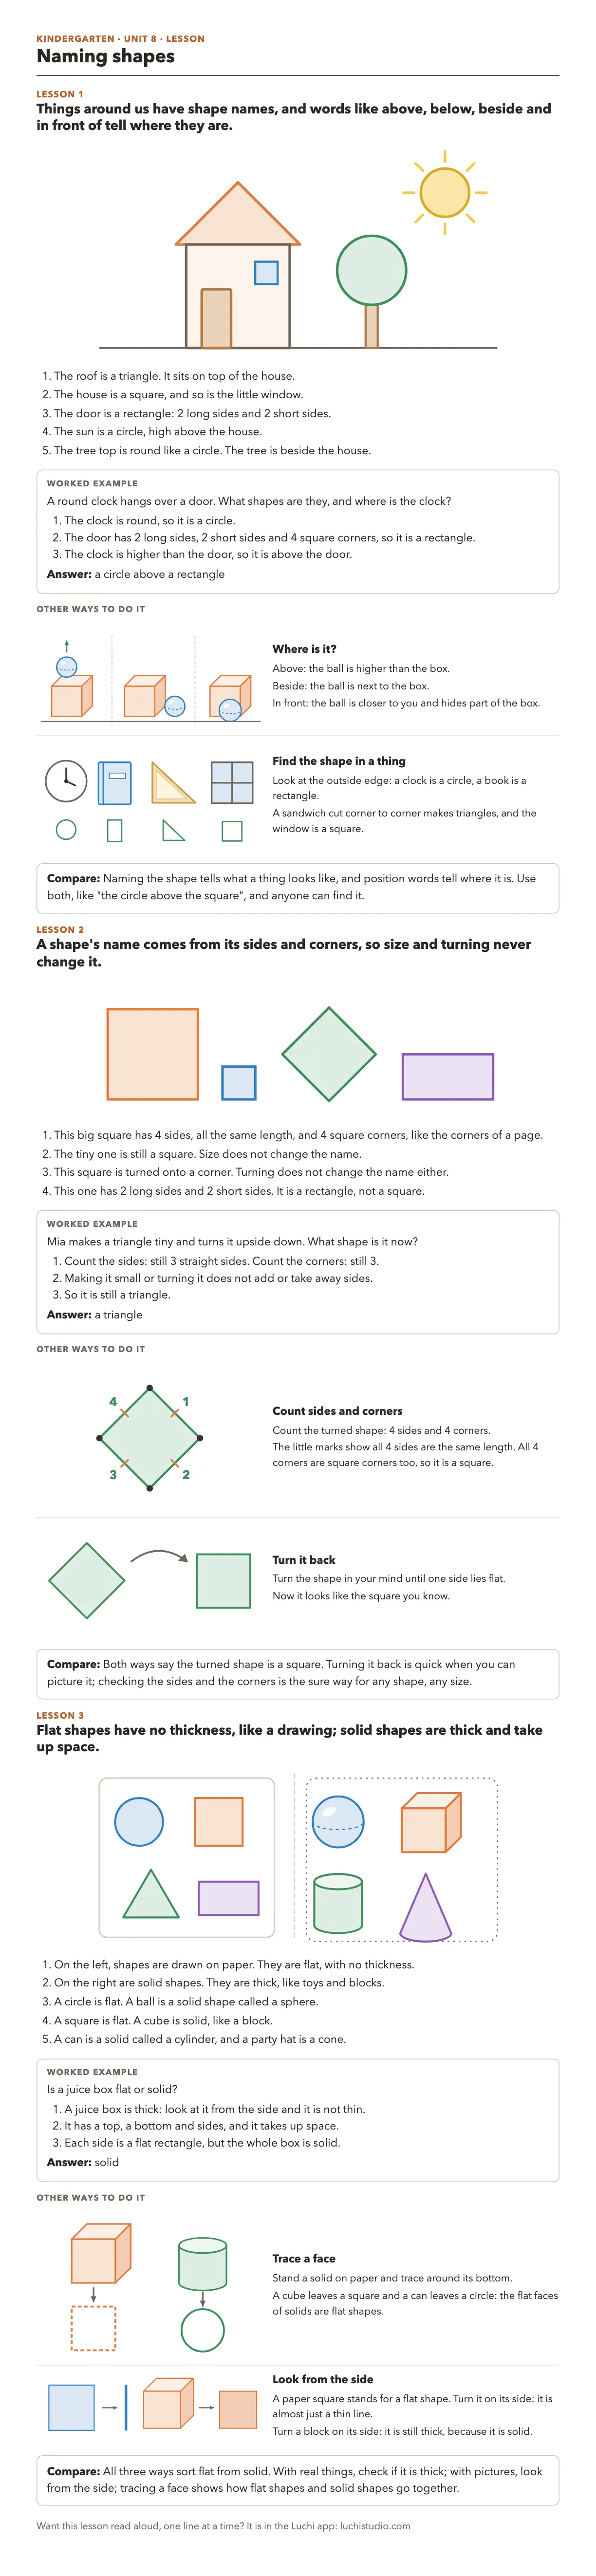 KINDERGARTEN · UNIT 8 · LESSON
Naming shapes
LESSON 1
Things around us have shape names, and words like above, below, beside and
in front of tell where they are.
1. The roof is a triangle. It sits on top of the house.
2. The house is a square, and so is the little window.
3. The door is a rectangle: 2 long sides and 2 short sides.
4. The sun is a circle, high above the house.
5. The tree top is round like a circle. The tree is beside the house.
WORKED EXAMPLE
A round clock hangs over a door. What shapes are they, and where is the clock?
1. The clock is round, so it is a circle.
2. The door has 2 long sides, 2 short sides and 4 square corners, so it is a rectangle.
3. The clock is higher than the door, so it is above the door.
Answer: a circle above a rectangle
OTHER WAYS TO DO IT
Where is it?
Above: the ball is higher than the box.
Beside: the ball is next to the box.
In front: the ball is closer to you and hides part of the box.
Find the shape in a thing
Look at the outside edge: a clock is a circle, a book is a
rectangle.
A sandwich cut corner to corner makes triangles, and the
window is a square.
Compare: Naming the shape tells what a thing looks like, and position words tell where it is. Use
both, like "the circle above the square", and anyone can find it.
LESSON 2
A shape's name comes from its sides and corners, so size and turning never
change it.
1. This big square has 4 sides, all the same length, and 4 square corners, like the corners of a page.
2. The tiny one is still a square. Size does not change the name.
3. This square is turned onto a corner. Turning does not change the name either.
4. This one has 2 long sides and 2 short sides. It is a rectangle, not a square.
WORKED EXAMPLE
Mia makes a triangle tiny and turns it upside down. What shape is it now?
1. Count the sides: still 3 straight sides. Count the corners: still 3.
2. Making it small or turning it does not add or take away sides.
3. So it is still a triangle.
Answer: a triangle
OTHER WAYS TO DO IT
4 1
3 2
Count sides and corners
Count the turned shape: 4 sides and 4 corners.
The little marks show all 4 sides are the same length. All 4
corners are square corners too, so it is a square.
Turn it back
Turn the shape in your mind until one side lies flat.
Now it looks like the square you know.
Compare: Both ways say the turned shape is a square. Turning it back is quick when you can
picture it; checking the sides and the corners is the sure way for any shape, any size.
LESSON 3
Flat shapes have no thickness, like a drawing; solid shapes are thick and take
up space.
1. On the left, shapes are drawn on paper. They are flat, with no thickness.
2. On the right are solid shapes. They are thick, like toys and blocks.
3. A circle is flat. A ball is a solid shape called a sphere.
4. A square is flat. A cube is solid, like a block.
5. A can is a solid called a cylinder, and a party hat is a cone.
WORKED EXAMPLE
Is a juice box flat or solid?
1. A juice box is thick: look at it from the side and it is not thin.
2. It has a top, a bottom and sides, and it takes up space.
3. Each side is a flat rectangle, but the whole box is solid.
Answer: solid
OTHER WAYS TO DO IT
Trace a face
Stand a solid on paper and trace around its bottom.
A cube leaves a square and a can leaves a circle: the flat faces
of solids are flat shapes.
Look from the side
A paper square stands for a flat shape. Turn it on its side: it is
almost just a thin line.
Turn a block on its side: it is still thick, because it is solid.
Compare: All three ways sort flat from solid. With real things, check if it is thick; with pictures, look
from the side; tracing a face shows how flat shapes and solid shapes go together.
Want this lesson read aloud, one line at a time? It is in the Luchi app: luchistudio.com